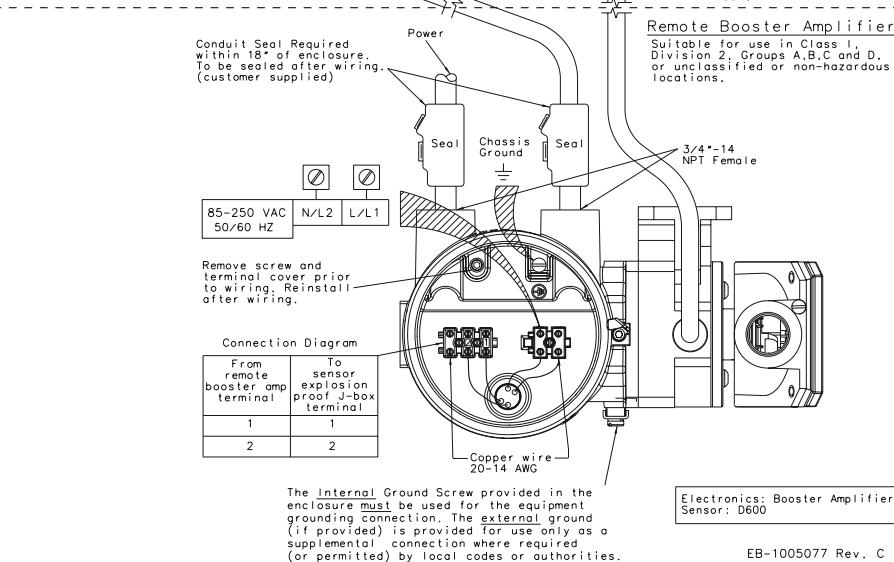 Remote Booster Amplifier
Suitable for use in Class I,
Division 2, Groups A,B,C and D,
or unclassified or non-hazardous
locations.
Power
Conduit Seal Required
within 18" of enclosure.
To be sealed after wiring.
(customer supplied)
Seal
Chassis
Ground
Seal
3/4"-14
NPT Female
85-250 VAC
50/60 HZ
N/L2
L/L1
Remove screw and
terminal cover prior
to wiring. Reinstall
after wiring.
Connection Diagram
From
remote
booster amp
terminal
To
sensor
explosion
proof J-box
terminal
1
1
2
2
2
1
Copper wire
20-14 AWG
The Internal Ground Screw provided in the
enclosure must be used for the equipment
grounding connection. The external ground
(if provided) is provided for use only as a
supplemental connection where required
(or permitted) by local codes or authorities.
Electronics: Booster Amplifier
Sensor: D600
EB-1005077 Rev. C